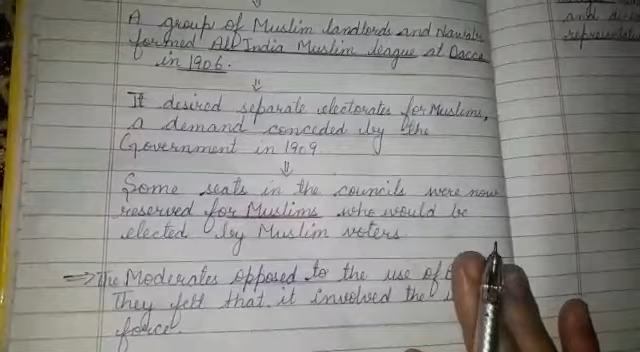 A group of Muslim landlords and Nawabs
formed All India Muslim league at Dacca
in 1906.
It desired separate electorates for Muslims,
a demand conceded by the
Government in 1909
Some seats in the councils were now
reserved for Muslims who would be
elected by Muslim voters
The Moderates opposed to the use of
They felt that it involved the
force.
and